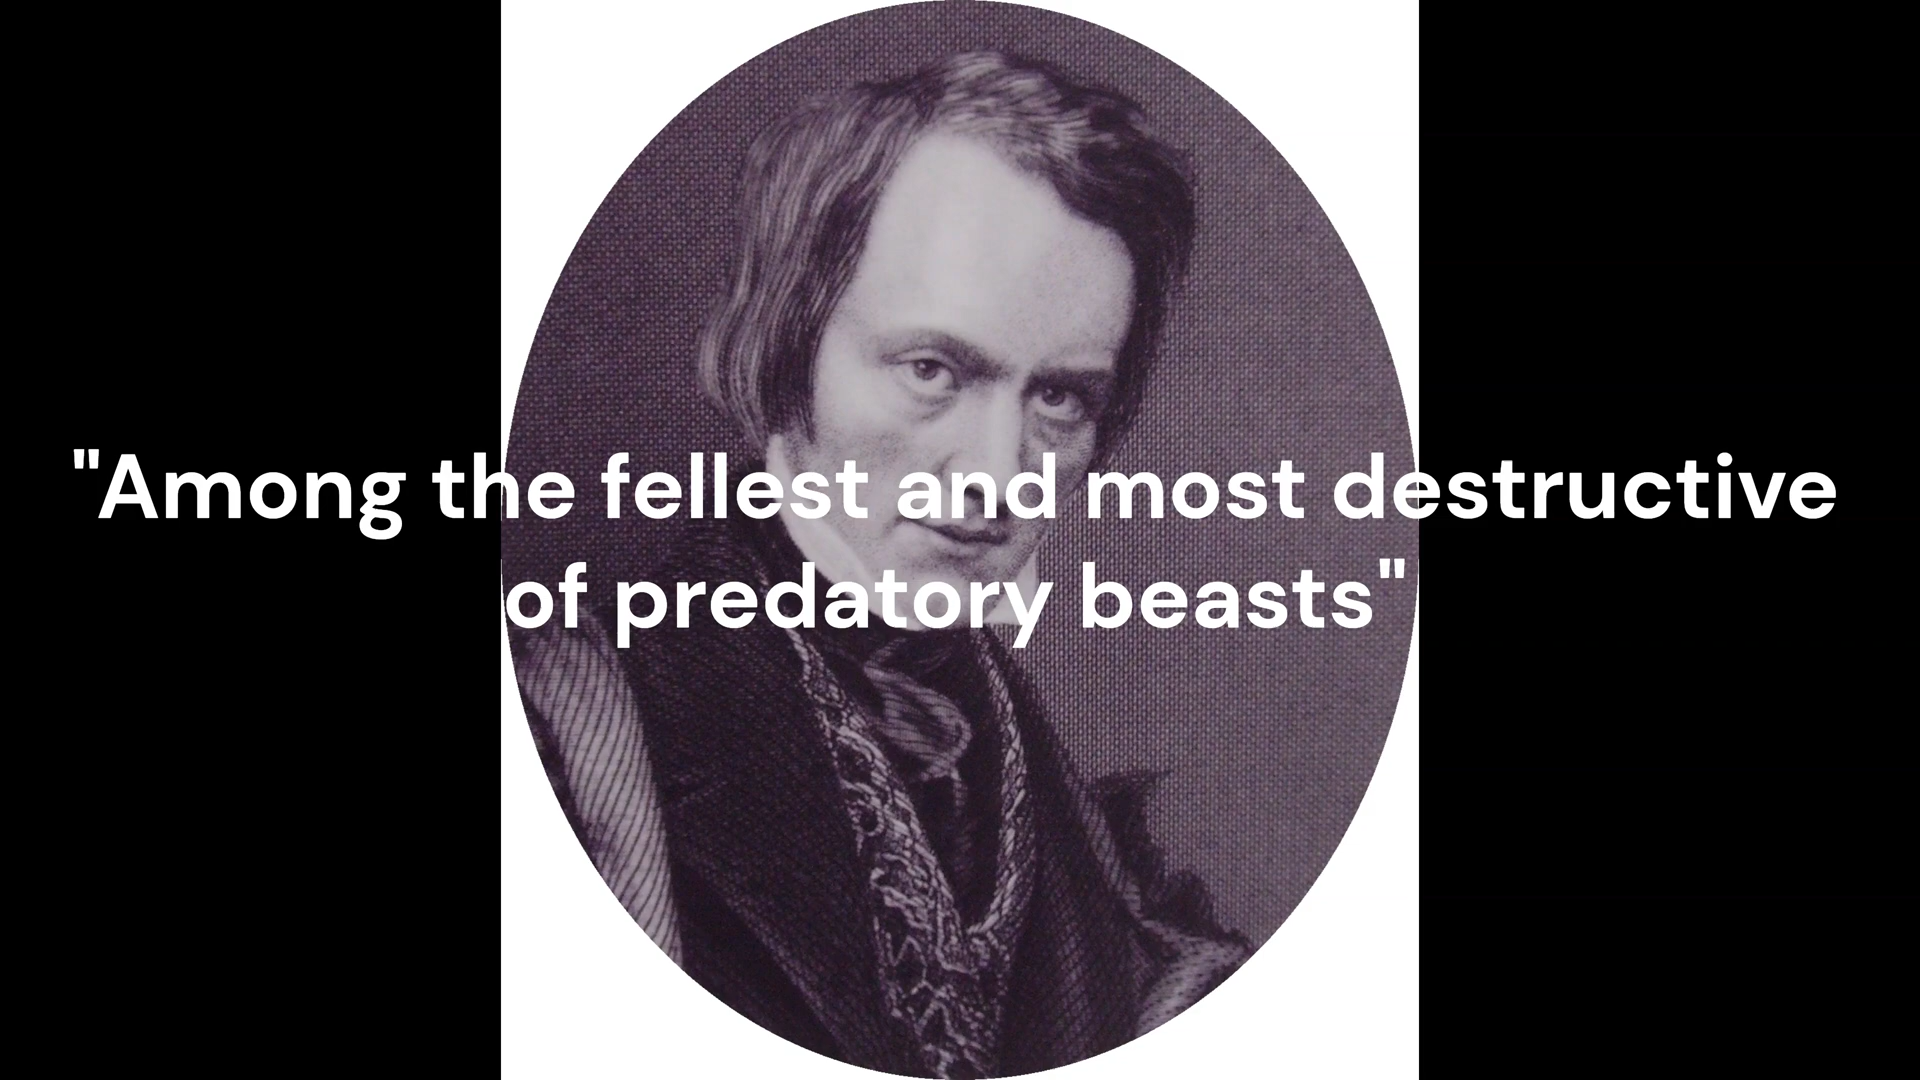 "Among the fellest and most destructive
of predatory beasts"